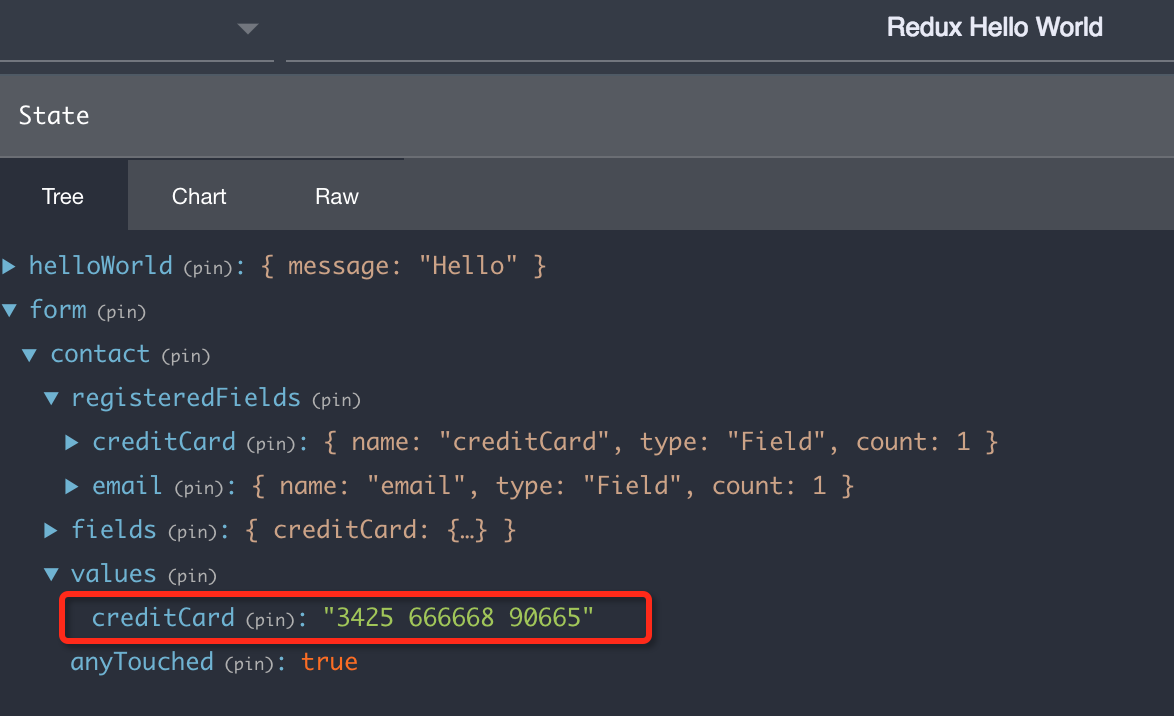 Redux Hello World
State
Tree Chart Raw
helloWorld (pin): { message: "Hello" }
form (pin)
contact (pin)
registeredFields (pin)
creditCard (pin): { name: "creditCard", type: "Field", count: 1 }
email (pin): { name: "email", type: "Field", count: 1 }
fields (pin): { creditCard: {…} }
values (pin)
creditCard (pin): "3425 666668 90665"
anyTouched (pin): true